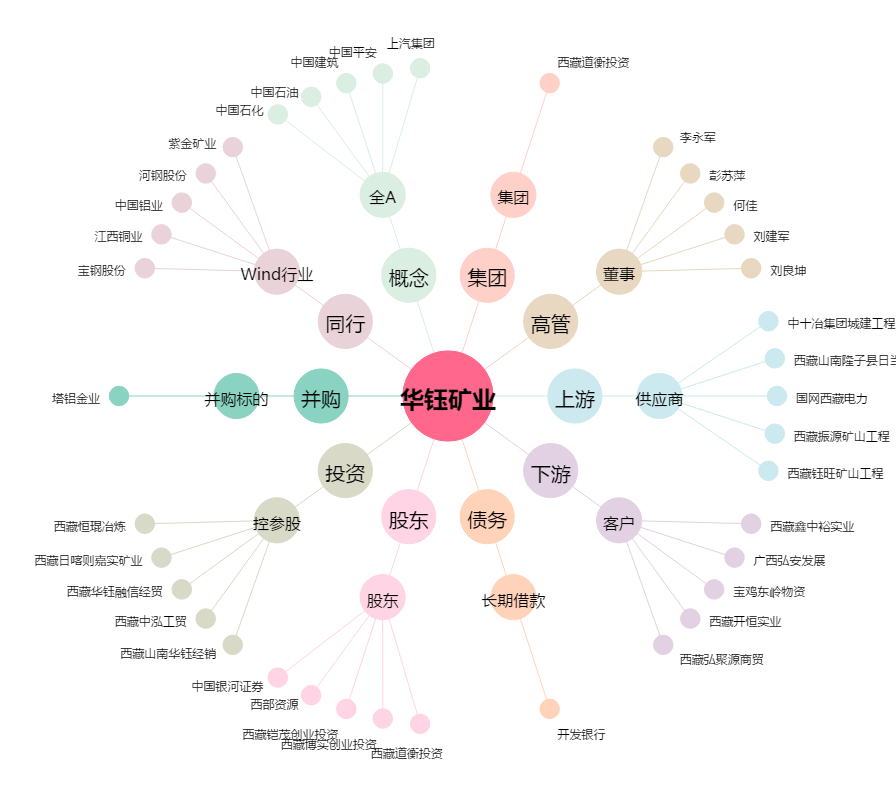 上汽集团
中国平安
中国建筑
中国石油
中国石化
西藏道衡投资
紫金矿业
河钢股份
中国铝业
江西铜业
宝钢股份
李永军
彭苏萍
何佳
刘建军
刘良坤
全A
集团
Wind行业
概念
集团
董事
同行
高管
中十冶集团城建工程
西藏山南隆子县日
国网西藏电力
西藏振源矿山工程
西藏钰旺矿山工程
塔铝金业
并购标的
并购
华钰矿业
上游
供应商
投资
下游
控参股
股东
债务
客户
西藏恒琨冶炼
西藏日喀则嘉实矿业
西藏华钰融信经贸
西藏中泓工贸
西藏山南华钰经销
西藏鑫中裕实业
广西弘安发展
宝鸡东岭物资
西藏开恒实业
西藏弘聚源商贸
股东
长期借款
中国银河证券
西部资源
西藏铠茂创业投资
西藏博实创业投资
西藏道衡投资
开发银行